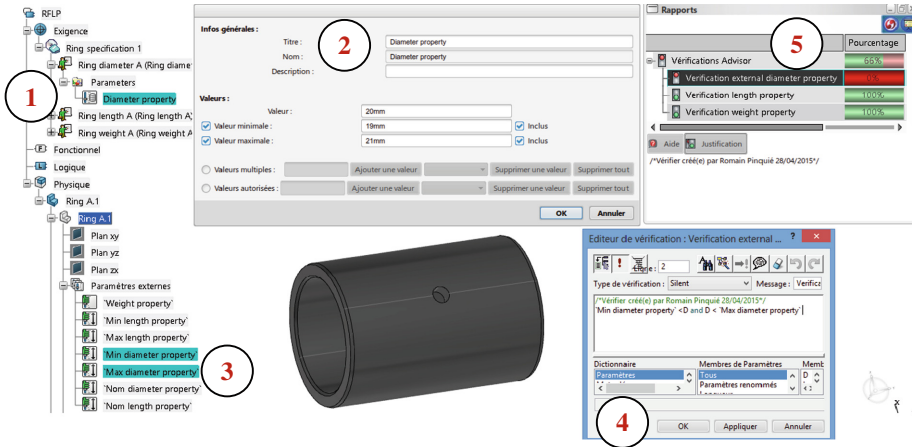 RFLP
Exigence
Ring specification 1
Ring diameter A (Ring diame
Parameters
1
Diameter property
Ring length A (Ring length A)
Ring weight A (Ring weight A
Fonctionnel
Logique
Physique
Ring A.1
Ring A.1
Plan xy
Plan yz
Plan zx
Paramètres externes
`Weight property`
`Min length property`
`Max length property`
`Min diameter property`
`Max diameter property`
3
`Nom diameter property`
`Nom length property`
Infos générales :
2
Titre : Diameter property
Nom : Diameter property
Description :
Valeurs :
Valeur : 20mm
Valeur minimale : 19mm Inclus
Valeur maximale : 21mm Inclus
Valeurs multiples : Ajouter une valeur Supprimer une valeur Supprimer tout
Valeurs autorisées : Ajouter une valeur Supprimer une valeur Supprimer tout
OK Annuler
Rapports
5
Pourcentage
Vérifications Advisor 66%
Verification external diameter property 0%
Verification length property 100%
Verification weight property 100%
Aide Justification
/*Vérifier créé(e) par Romain Pinquié 28/04/2015*/
Editeur de vérification : Verification external ... ?
Ligne : 2
Type de vérification : Silent Message : Verifica
/*Vérifier créé(e) par Romain Pinquié 28/04/2015*/
`Min diameter property` <D and D < `Max diameter property`
Dictionnaire Membres de Paramètres Memb
Paramètres Tous D
Paramètres renommés
4
OK Appliquer Annuler